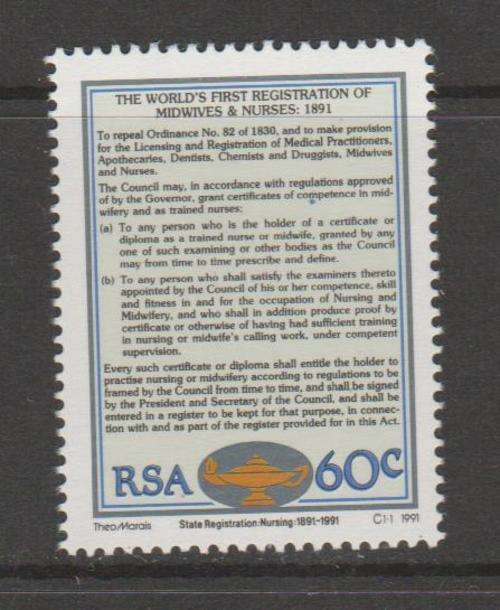 THE WORLD'S FIRST REGISTRATION OF
MIDWIVES & NURSES: 1891
To repeal Ordinance No. 82 of 1830, and to make provision
for the Licensing and Registration of Medical Practitioners,
Apothecaries, Dentists, Chemists and Druggists, Midwives
and Nurses.
The Council may, in accordance with regulations approved
of by the Governor, grant certificates of competence in mid-
wifery and as trained nurses:
(a) To any person who is the holder of a certificate or
diploma as a trained nurse or midwife, granted by any
one of such examining or other bodies as the Council
may from time to time prescribe and define.
(b) To any person who shall satisfy the examiners thereto
appointed by the Council of his or her competence, skill
and fitness in and for the occupation of Nursing and
Midwifery, and who shall in addition produce proof by
certificate or otherwise of having had sufficient training
in nursing or midwife's calling work, under competent
supervision.
Every such certificate or diploma shall entitle the holder to
practise nursing or midwifery according to regulations to be
framed by the Council from time to time, and shall be signed
by the President and Secretary of the Council, and shall be
entered in a register to be kept for that purpose, in connec-
tion with and as part of the register provided for in this Act.
RSA 60c
Theo/Marais State Registration:Nursing:1891-1991 C1·1 1991